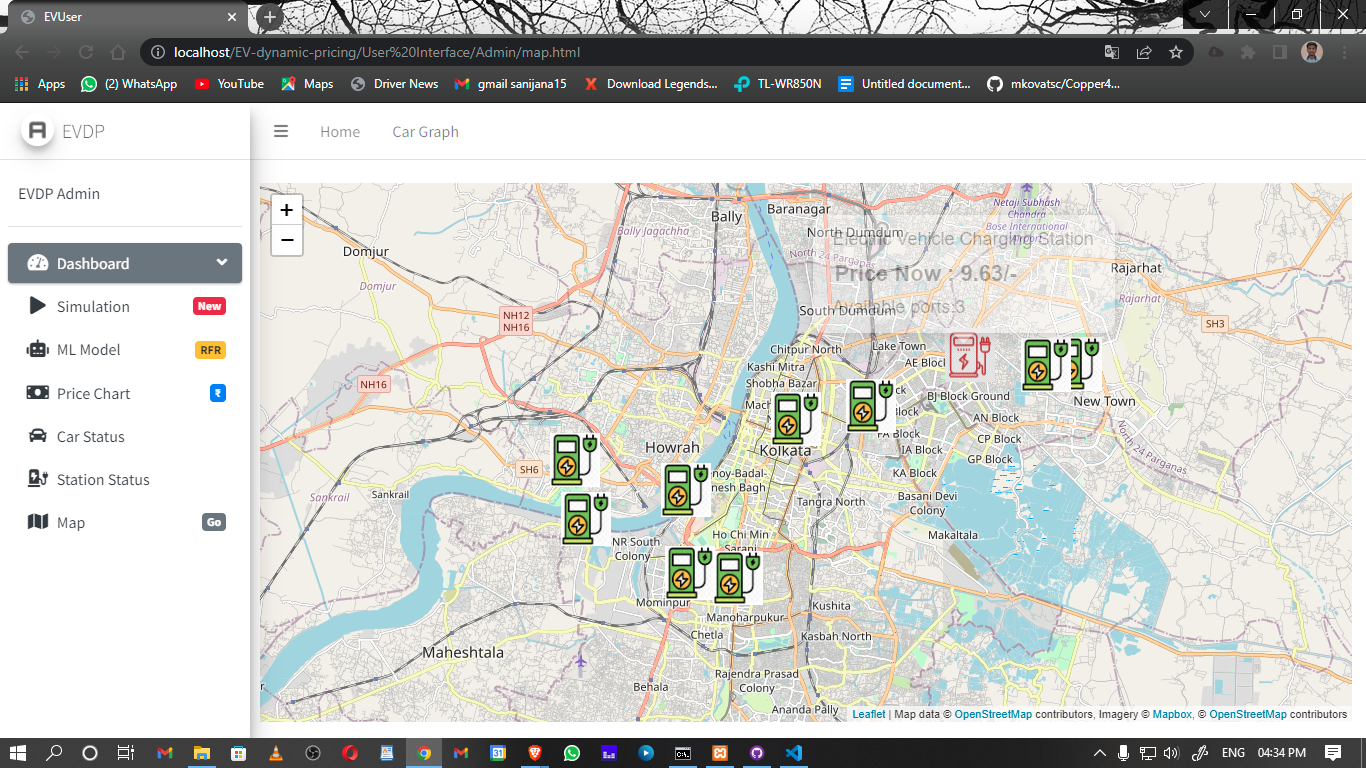 EVUser
localhost/EV-dynamic-pricing/User%20Interface/Admin/map.html
Apps
(2) WhatsApp
YouTube
Maps
Driver News
gmail sanijana15
Download Legends...
TL-WR850N
Untitled document...
mkovatsc/Copper4...
EVDP
Home
Car Graph
EVDP Admin
Dashboard
Simulation New
ML Model RFR
Price Chart ₹
Car Status
Station Status
Map Go
+
−
Bally
Baranagar
Netaji Subhash
Chandra
Bose International
Bally Jagachha
North Dumdum
North 24 Parganas
Electric Vehicle Charging Station
Price Now : 9.63/-
Available ports:3
Domjur
Domjur
Rajarhat
Rajarhat
NH12
NH16
South Dumdum
SH3
Chitpur North
Lake Town
AE Block
Kashi Mitra
Shobha Bazar
NH16
BJ Block Ground
New Town
AN Block
CP Block
North 24 Parganas
Howrah
Kolkata
IA Block
GP Block
SH6
KA Block
Sankrail
Sankrail
Tangra North
Basani Devi
Colony
Ho Chi Min
Sarani
Makaltala
NR South
Colony
Mominpur
Kushita
Manoharpukur
Chetla
Kasbah North
Maheshtala
Behala
Rajendra Prasad
Colony
Ananda Pally
Leaflet | Map data © OpenStreetMap contributors, Imagery © Mapbox, © OpenStreetMap contributors
ENG
04:34 PM